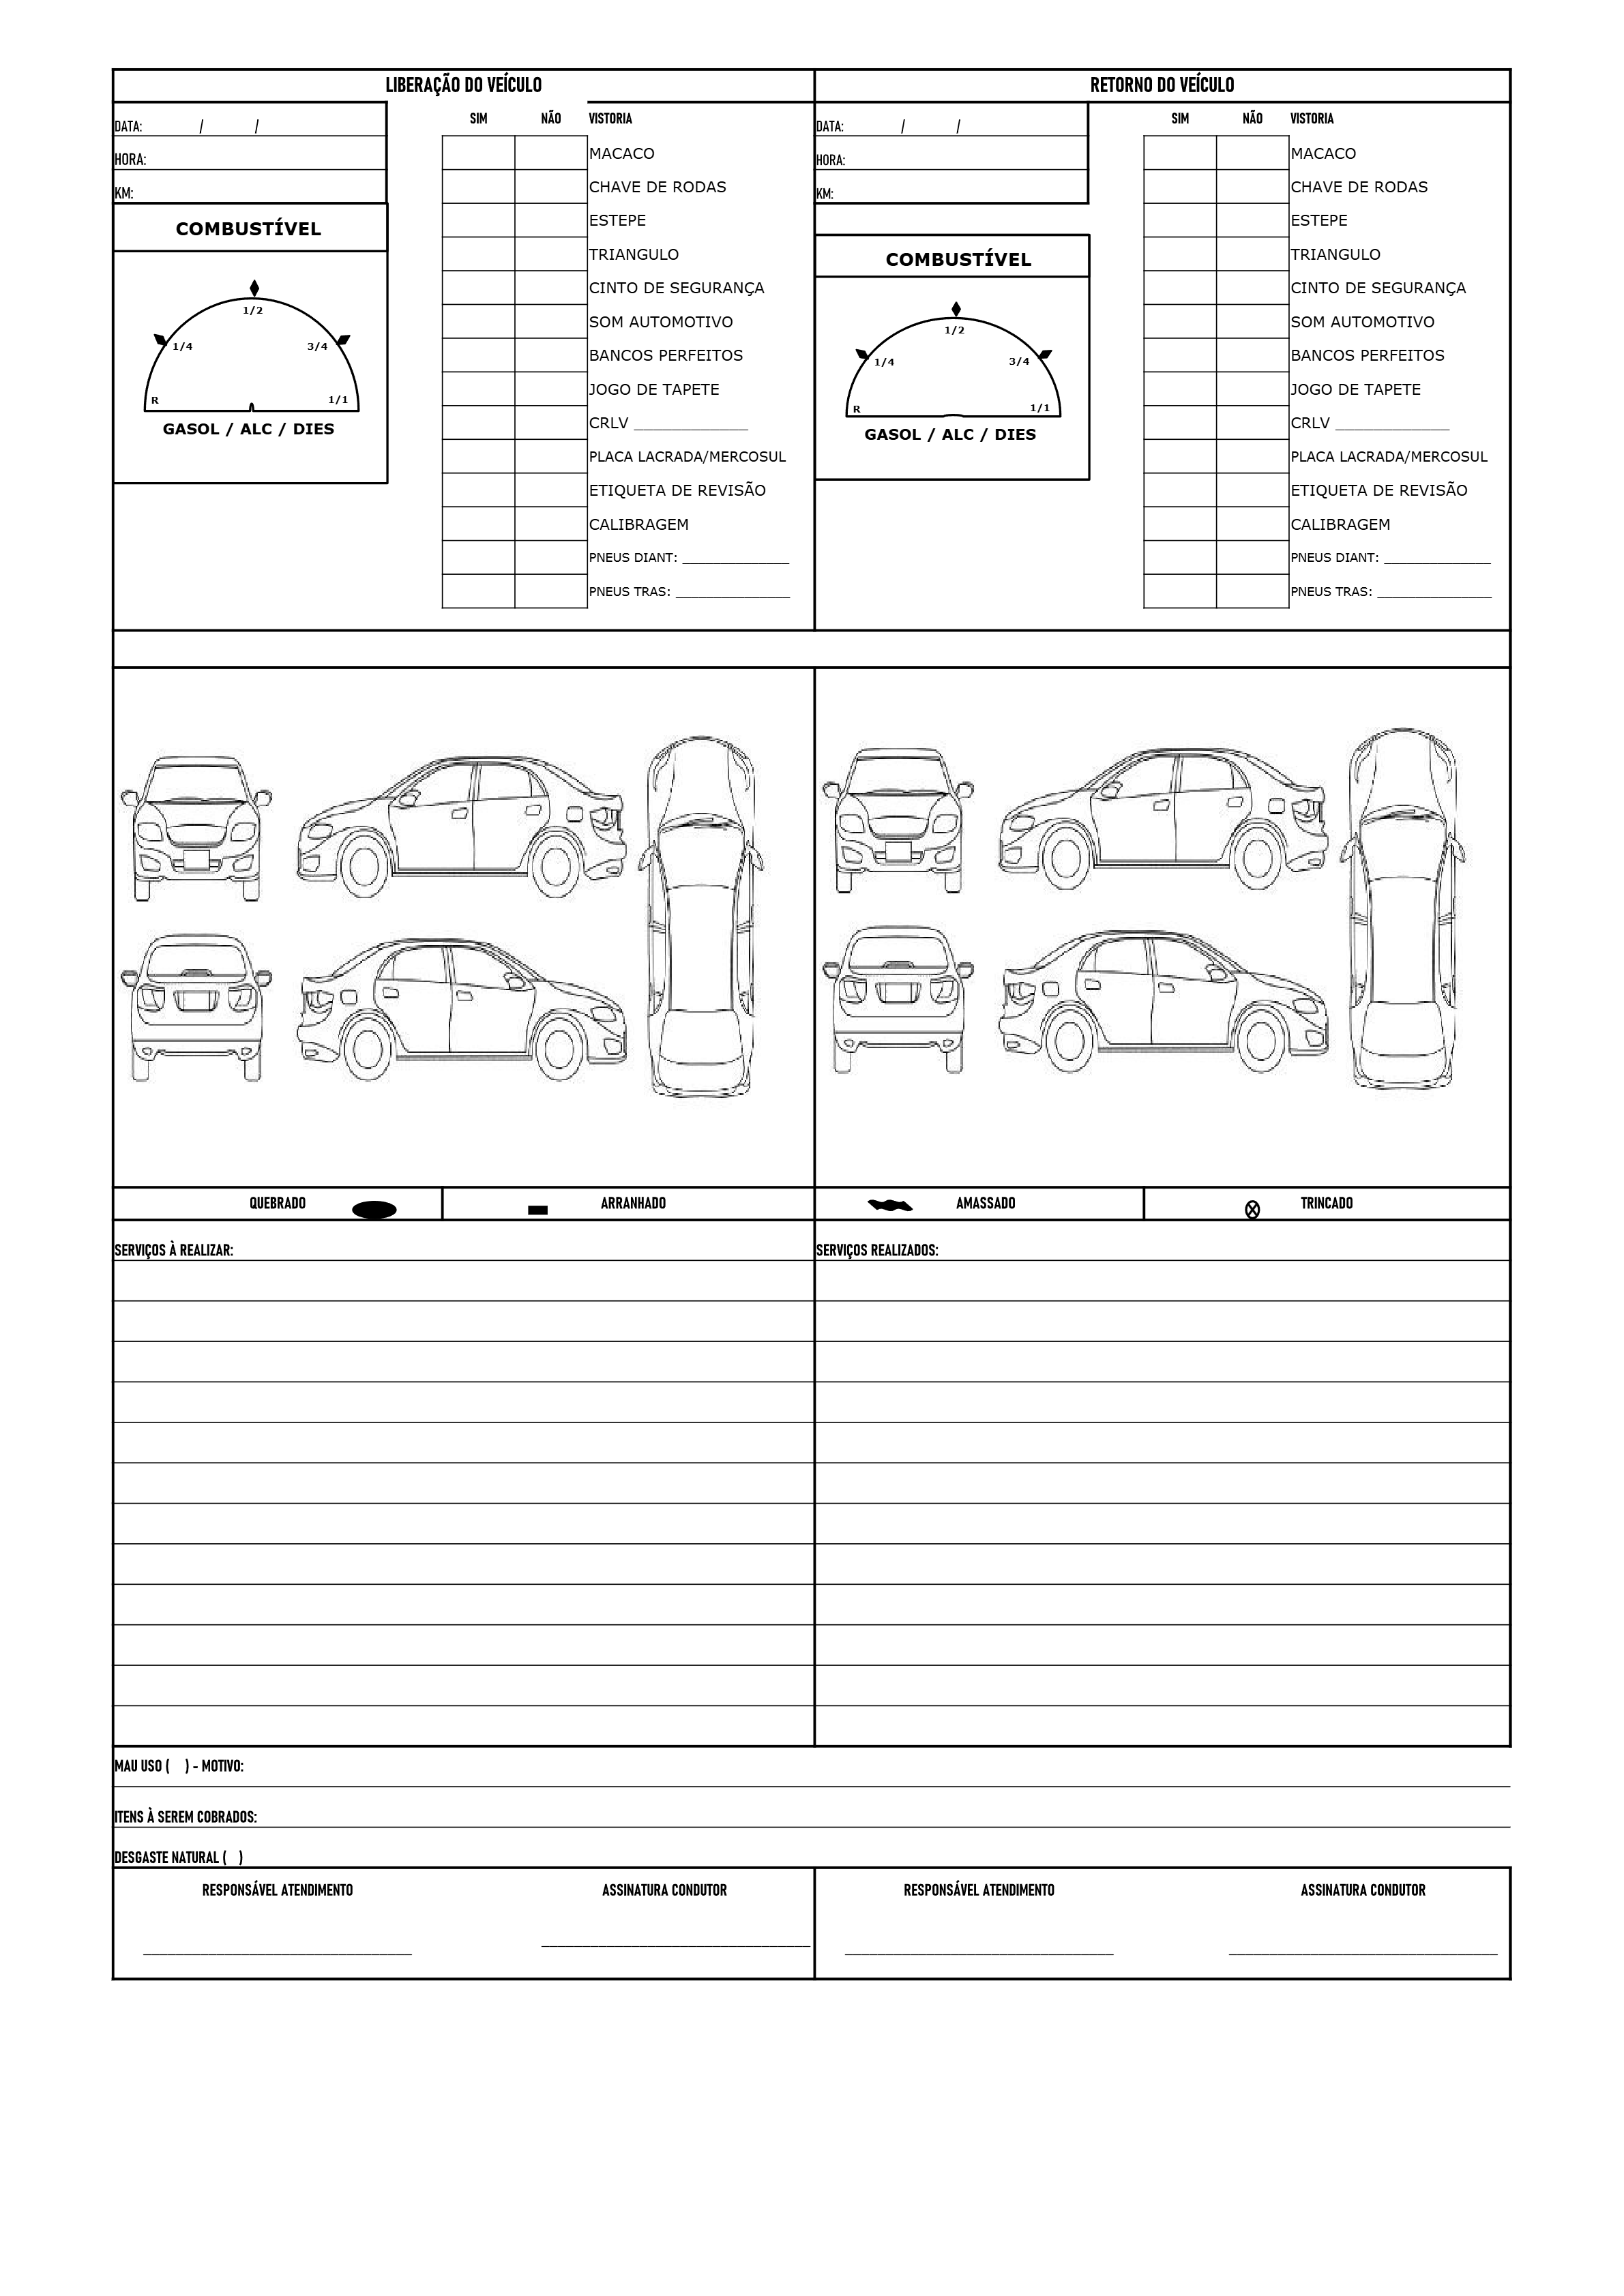 LIBERAÇÃO DO VEÍCULO
DATA: / /
HORA:
KM:
COMBUSTÍVEL
1/2
1/4 3/4
R 1/1
GASOL / ALC / DIES
SIM NÃO VISTORIA
MACACO
CHAVE DE RODAS
ESTEPE
TRIANGULO
CINTO DE SEGURANÇA
SOM AUTOMOTIVO
BANCOS PERFEITOS
JOGO DE TAPETE
CRLV ____________
PLACA LACRADA/MERCOSUL
ETIQUETA DE REVISÃO
CALIBRAGEM
PNEUS DIANT: ______________
PNEUS TRAS: _______________
RETORNO DO VEÍCULO
DATA: / /
HORA:
KM:
COMBUSTÍVEL
1/2
1/4 3/4
R 1/1
GASOL / ALC / DIES
SIM NÃO VISTORIA
MACACO
CHAVE DE RODAS
ESTEPE
TRIANGULO
CINTO DE SEGURANÇA
SOM AUTOMOTIVO
BANCOS PERFEITOS
JOGO DE TAPETE
CRLV ____________
PLACA LACRADA/MERCOSUL
ETIQUETA DE REVISÃO
CALIBRAGEM
PNEUS DIANT: ______________
PNEUS TRAS: _______________
QUEBRADO ARRANHADO AMASSADO TRINCADO
SERVIÇOS À REALIZAR:
SERVIÇOS REALIZADOS:
MAU USO ( ) - MOTIVO:
ITENS À SEREM COBRADOS:
DESGASTE NATURAL ( )
RESPONSÁVEL ATENDIMENTO ASSINATURA CONDUTOR RESPONSÁVEL ATENDIMENTO ASSINATURA CONDUTOR